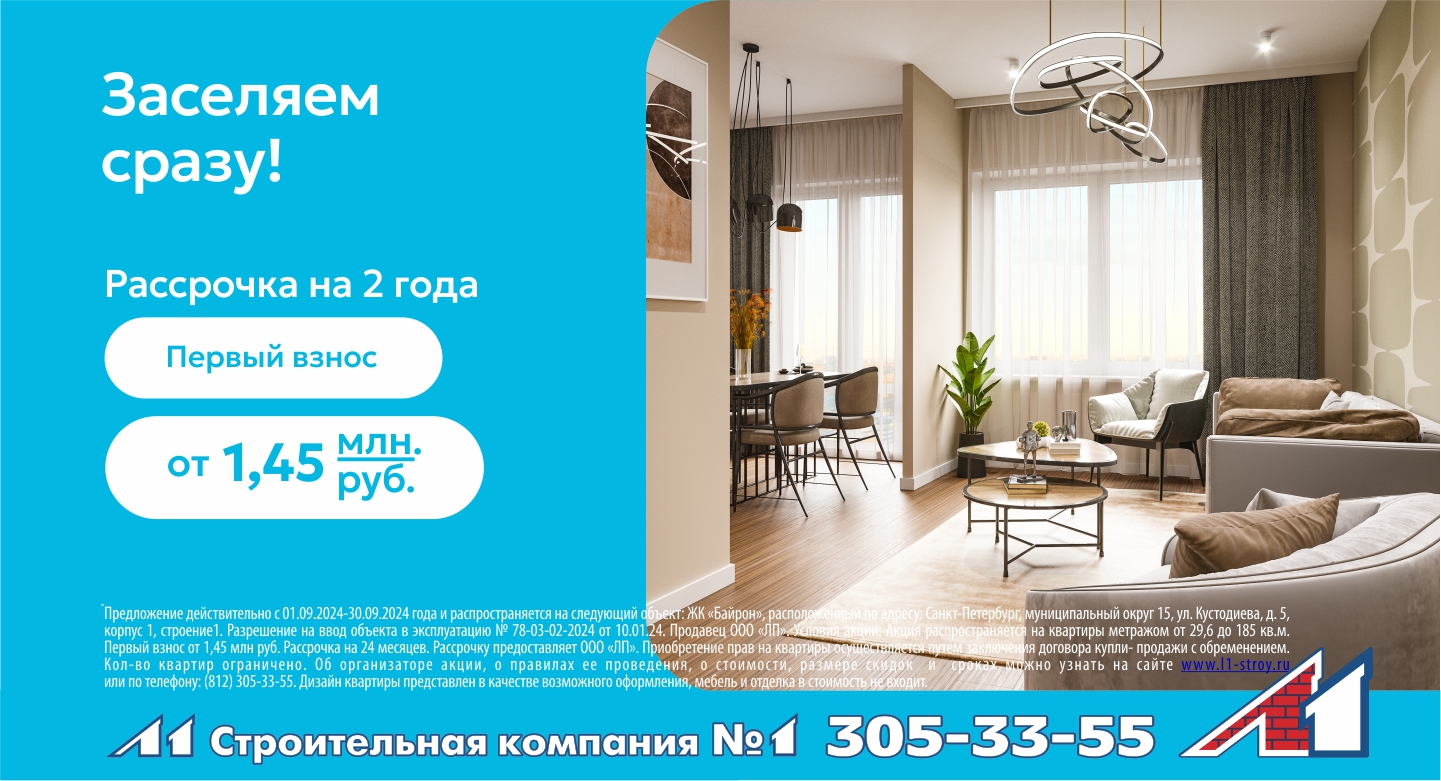 Заселяем
сразу!
Рассрочка на 2 года
Первый взнос
от 1,45 млн. руб.
*Предложение действительно с 01.09.2024-30.09.2024 года и распространяется на следующий объект: ЖК «Байрон», расположенный по адресу: Санкт-Петербург, муниципальный округ 15, ул. Кустодиева, д. 5,
корпус 1, строение1. Разрешение на ввод объекта в эксплуатацию № 78-03-02-2024 от 10.01.24. Продавец ООО «ЛП». Условия акции. Акция распространяется на квартиры метражом от 29,6 до 185 кв.м.
Первый взнос от 1,45 млн руб. Рассрочка на 24 месяцев. Рассрочку предоставляет ООО «ЛП». Приобретение прав на квартиры осуществляется путем заключения договора купли- продажи с обременением.
Кол-во квартир ограничено. Об организаторе акции, о правилах ее проведения, о стоимости, размере скидок и сроках можно узнать на сайте www.l1-stroy.ru
или по телефону: (812) 305-33-55. Дизайн квартиры представлен в качестве возможного оформления, мебель и отделка в стоимость не входит.
Л1 Строительная компания №1 305-33-55 Л1